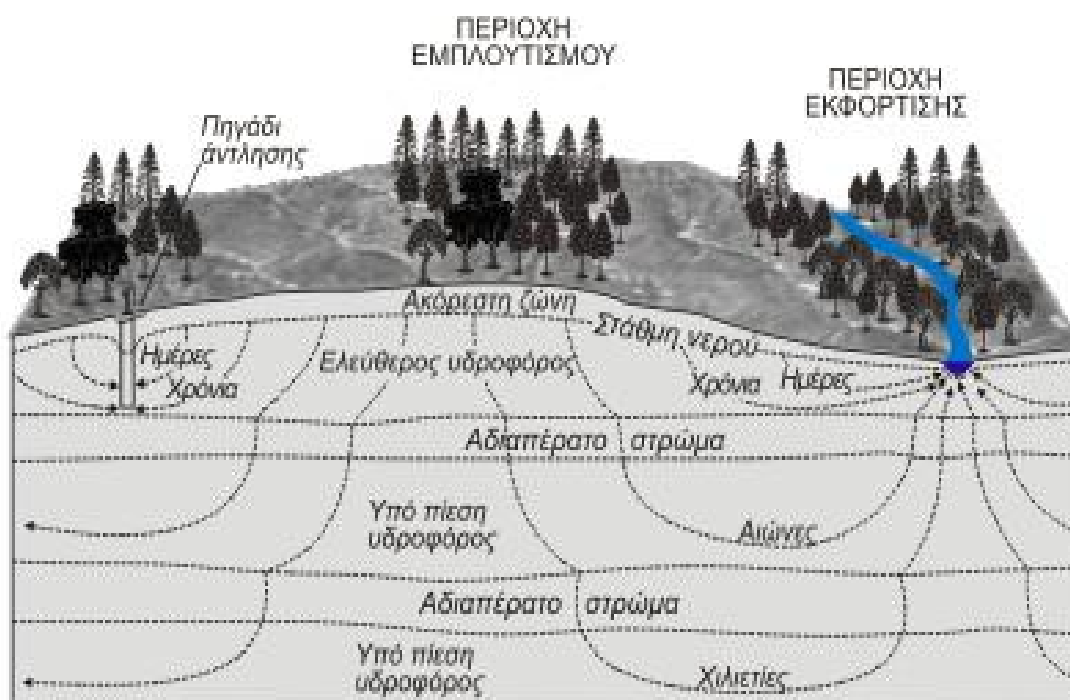 ΠΕΡΙΟΧΗ
ΕΜΠΛΟΥΤΙΣΜΟΥ
ΠΕΡΙΟΧΗ
ΕΚΦΟΡΤΙΣΗΣ
Πηγάδι
άντλησης
Ακόρεστη ζώνη
Στάθμη νερού
Ημέρες
Ελεύθερος υδροφόρος
Χρόνια
Χρόνια
Ημέρες
Αδιαπέρατο στρώμα
Υπό πίεση
υδροφόρος
Αιώνες
Αδιαπέρατο στρώμα
Υπό πίεση
υδροφόρος
Χιλιετίες